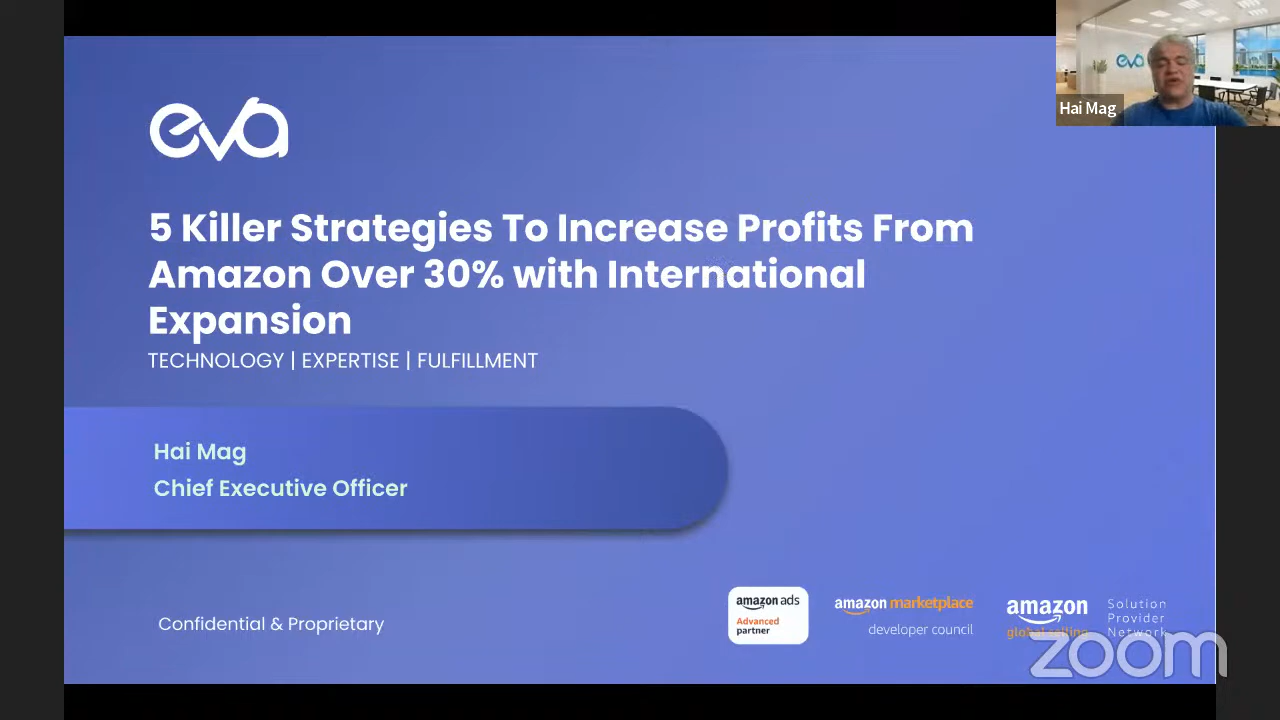 eva
Hai Mag
eva
5 Killer Strategies To Increase Profits From
Amazon Over 30% with International
Expansion
TECHNOLOGY | EXPERTISE | FULFILLMENT
Hai Mag
Chief Executive Officer
Confidential & Proprietary
amazon ads
Advanced
partner
amazon marketplace
developer council
amazon
global selling
Solution
Provider
Network
zoom